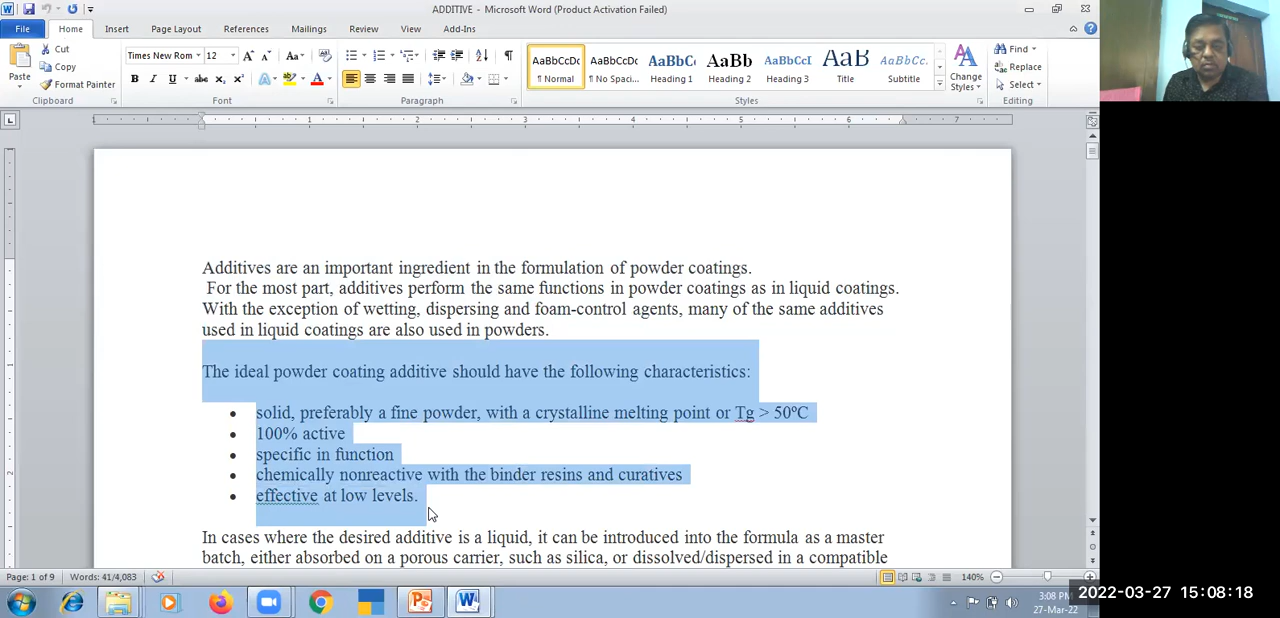 ADDITIVE - Microsoft Word (Product Activation Failed)
File Home Insert Page Layout References Mailings Review View Add-Ins
Paste
Cut
Copy
Format Painter
Clipboard
Times New Rom 12
Font
Paragraph
AaBbCcDc AaBbCcDc AaBbCc AaBbCc AaBbCcI AaB AaBbCc.
¶ Normal ¶ No Spaci... Heading 1 Heading 2 Heading 3 Title Subtitle
Change Styles
Styles
Find
Replace
Select
Editing
1 1 2 3 4 5 6 7
Additives are an important ingredient in the formulation of powder coatings.
For the most part, additives perform the same functions in powder coatings as in liquid coatings.
With the exception of wetting, dispersing and foam-control agents, many of the same additives
used in liquid coatings are also used in powders.
The ideal powder coating additive should have the following characteristics:
• solid, preferably a fine powder, with a crystalline melting point or Tg > 50ºC
• 100% active
• specific in function
• chemically nonreactive with the binder resins and curatives
• effective at low levels.
In cases where the desired additive is a liquid, it can be introduced into the formula as a master
batch, either absorbed on a porous carrier, such as silica, or dissolved/dispersed in a compatible
Page: 1 of 9 Words: 41/4,083 140%
3:08 PM
27-Mar-22
2022-03-27 15:08:18